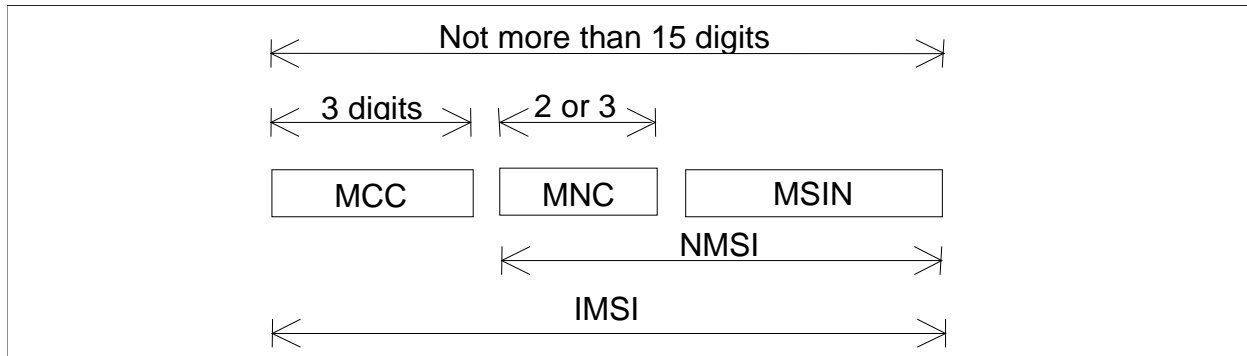 Not more than 15 digits
3 digits 2 or 3
MCC MNC MSIN
NMSI
IMSI